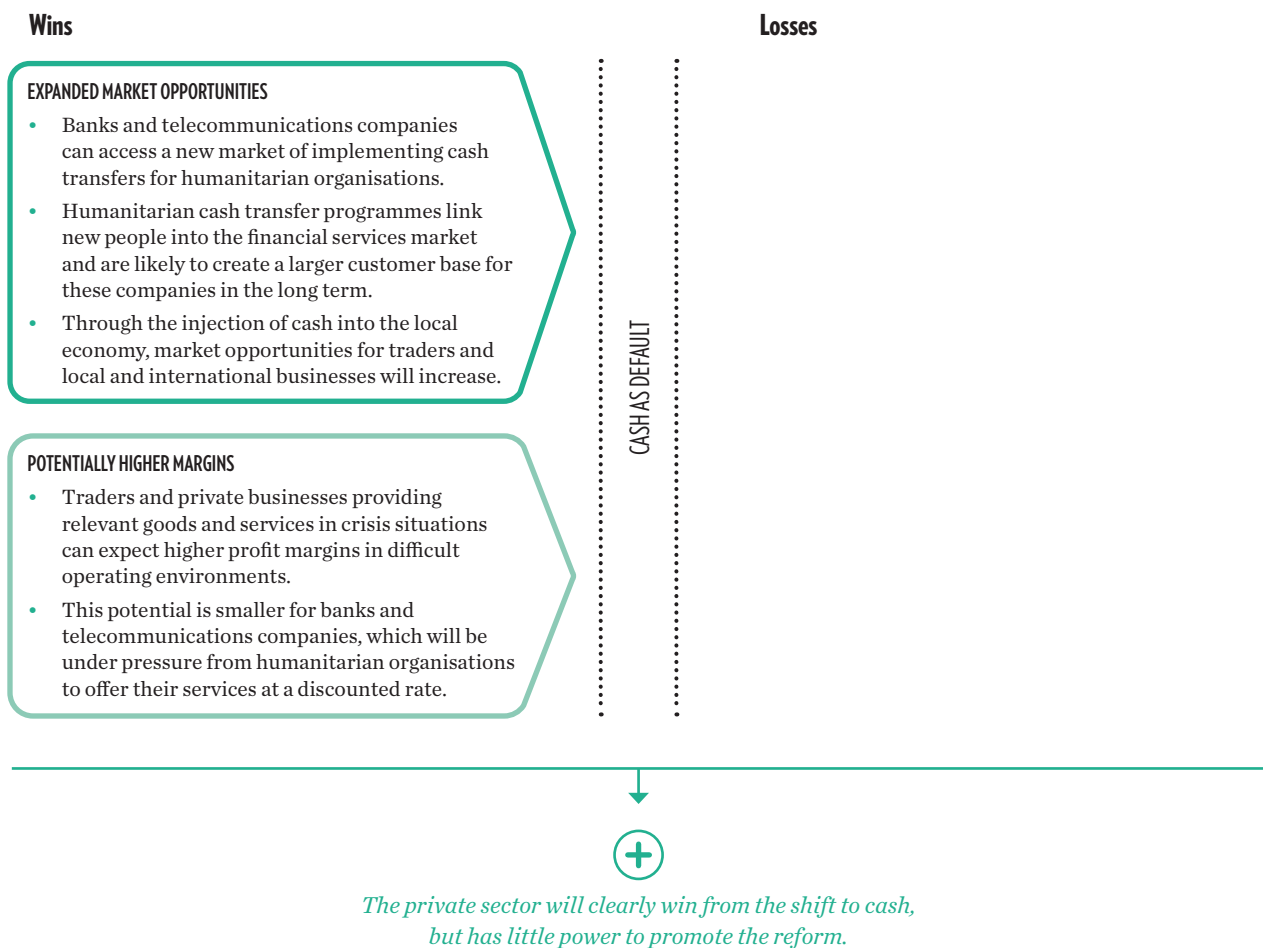 Wins
Losses
EXPANDED MARKET OPPORTUNITIES
• Banks and telecommunications companies
can access a new market of implementing cash
transfers for humanitarian organisations.
• Humanitarian cash transfer programmes link
new people into the financial services market
and are likely to create a larger customer base for
these companies in the long term.
• Through the injection of cash into the local
economy, market opportunities for traders and
local and international businesses will increase.
CASH AS DEFAULT
POTENTIALLY HIGHER MARGINS
• Traders and private businesses providing
relevant goods and services in crisis situations
can expect higher profit margins in difficult
operating environments.
• This potential is smaller for banks and
telecommunications companies, which will be
under pressure from humanitarian organisations
to offer their services at a discounted rate.
The private sector will clearly win from the shift to cash,
but has little power to promote the reform.